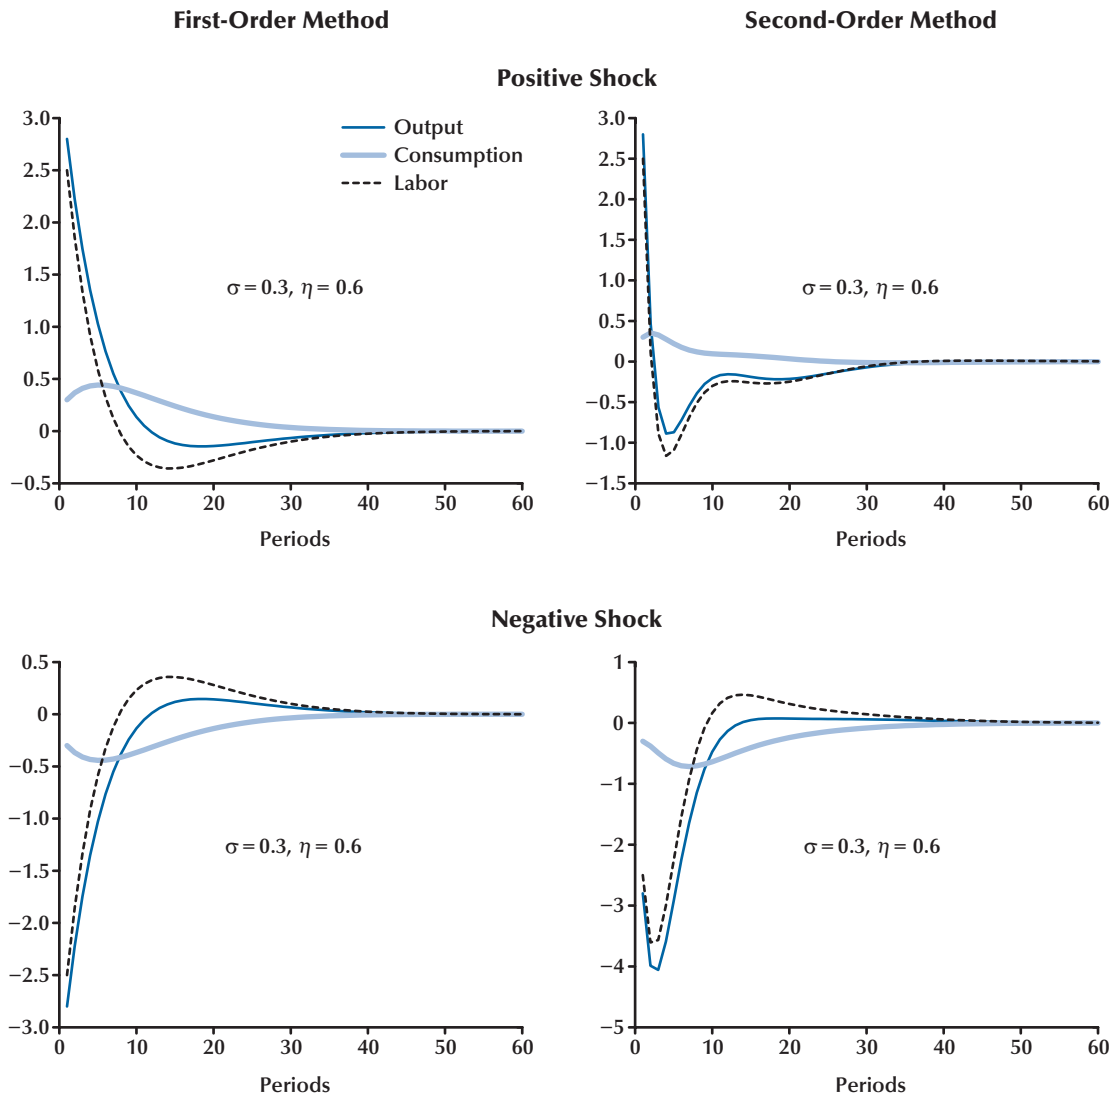 First-Order Method
Second-Order Method
Positive Shock
3.0
2.5
2.0
1.5
1.0
0.5
0
−0.5
Output
Consumption
Labor
σ = 0.3, η = 0.6
0 10 20 30 40 50 60
Periods
3.0
2.5
2.0
1.5
1.0
0.5
0
−0.5
−1.0
−1.5
σ = 0.3, η = 0.6
0 10 20 30 40 50 60
Periods
Negative Shock
0.5
0
−0.5
−1.0
−1.5
−2.0
−2.5
−3.0
σ = 0.3, η = 0.6
0 10 20 30 40 50 60
Periods
1
0
−1
−2
−3
−4
−5
σ = 0.3, η = 0.6
0 10 20 30 40 50 60
Periods